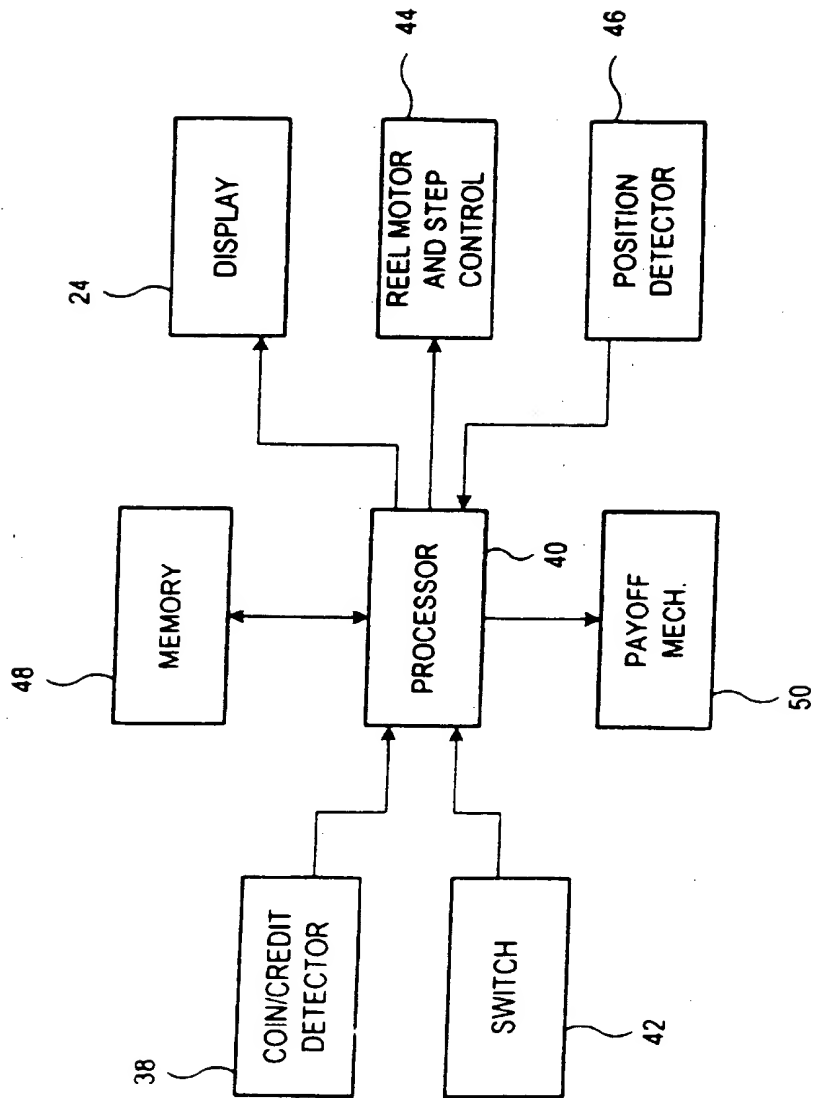 48
MEMORY
24
DISPLAY
38
COIN/CREDIT
DETECTOR
PROCESSOR
40
44
REEL MOTOR
AND STEP
CONTROL
SWITCH
42
PAYOFF
MECH.
50
46
POSITION
DETECTOR